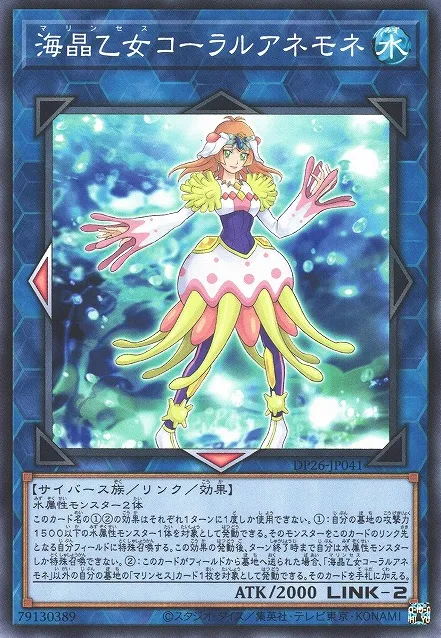 マリンセス
海晶乙女コーラルアネモネ
みず
水
DP26-JP041
【サイバース族／リンク／効果】
水属性モンスター2体
このカード名の①②の効果はそれぞれ1ターンに1度しか使用できない。①：自分の墓地の攻撃力
1500以下の水属性モンスター1体を対象として発動できる。そのモンスターをこのカードのリンク先
となる自分フィールドに特殊召喚する。この効果の発動後、ターン終了時まで自分は水属性モンスター
しか特殊召喚できない。②：このカードがフィールドから墓地へ送られた場合、「海晶乙女コーラルアネ
モネ」以外の自分の墓地の「マリンセス」カード1枚を対象として発動できる。そのカードを手札に加える。
ATK/2000 LINK-2
79130389 ©スタジオ・ダイス／集英社・テレビ東京・KONAMI